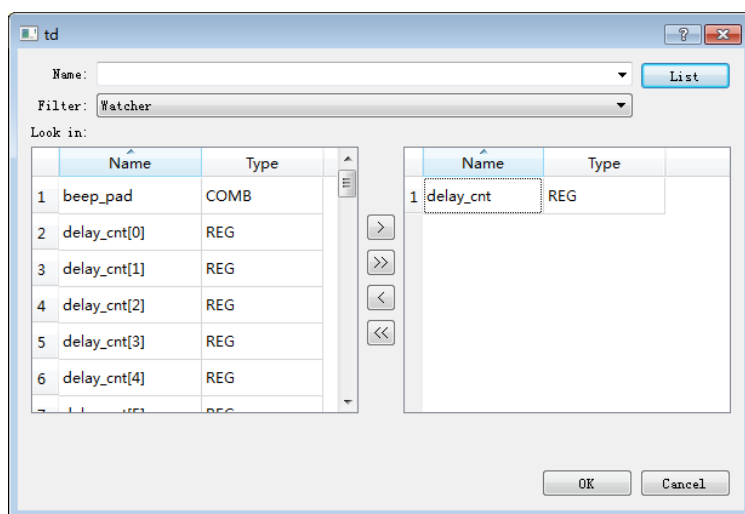 td
Name: List
Filter: Watcher
Look in:
Name Type Name Type
1 beep_pad COMB 1 delay_cnt REG
2 delay_cnt[0] REG
3 delay_cnt[1] REG
> 
>>
4 delay_cnt[2] REG
<
5 delay_cnt[3] REG
<<
6 delay_cnt[4] REG
OK Cancel